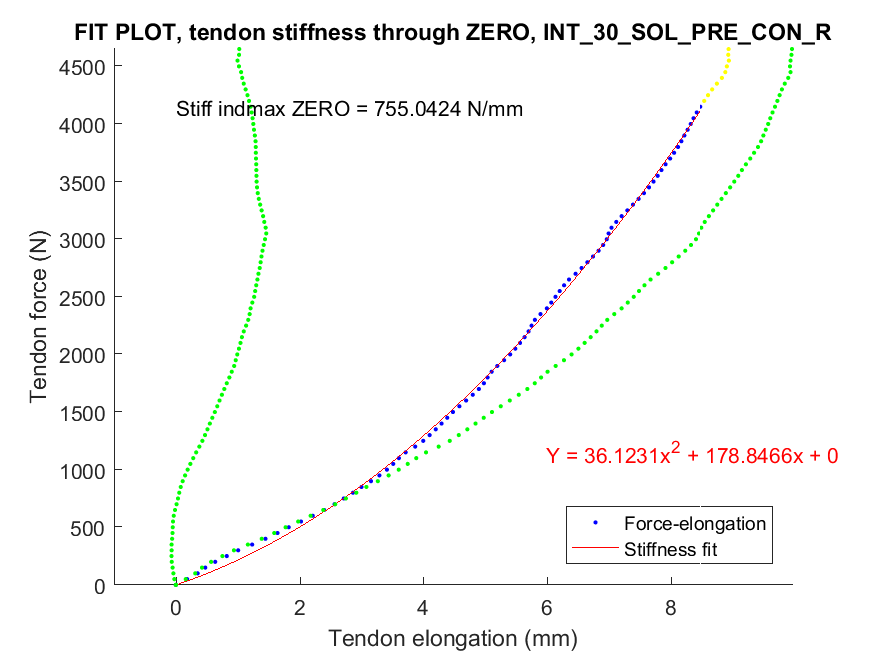 FIT PLOT, tendon stiffness through ZERO, INT_30_SOL_PRE_CON_R
4500
Stiff indmax ZERO = 755.0424 N/mm
4000
3500
3000
2500
2000
1500
1000
500
0
Tendon force (N)
Y = 36.1231x² + 178.8466x + 0
Force-elongation
Stiffness fit
0 2 4 6 8
Tendon elongation (mm)